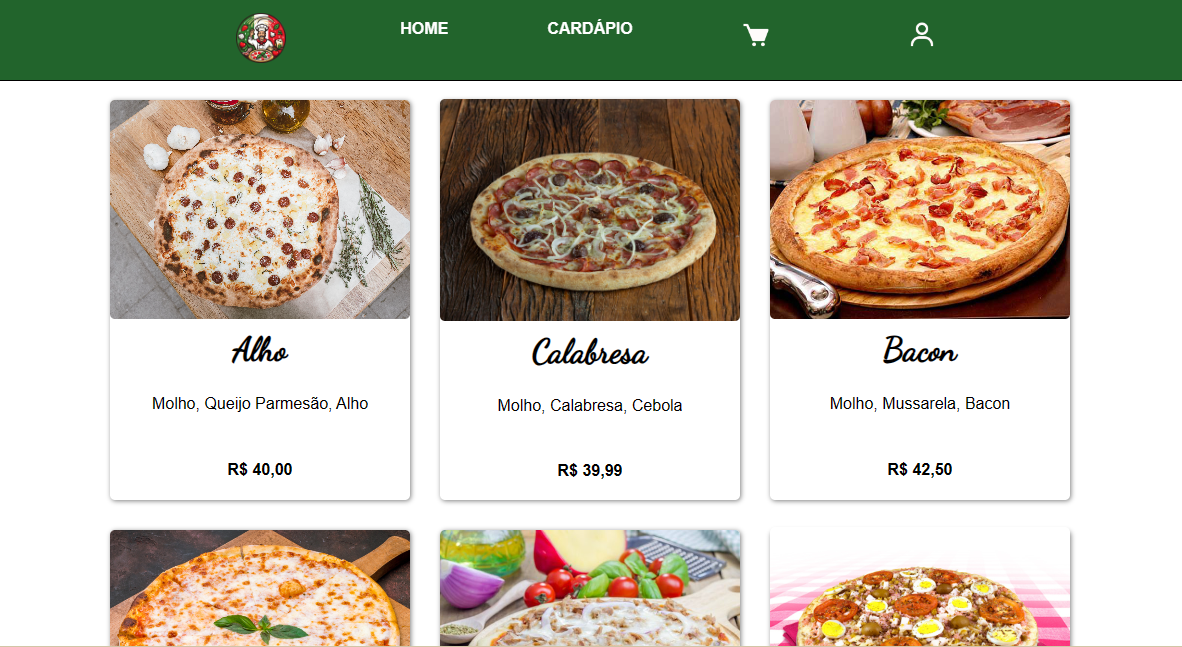 HOME
CARDÁPIO
Alho
Calabresa
Bacon
Molho, Queijo Parmesão, Alho
Molho, Calabresa, Cebola
Molho, Mussarela, Bacon
R$ 40,00
R$ 39,99
R$ 42,50